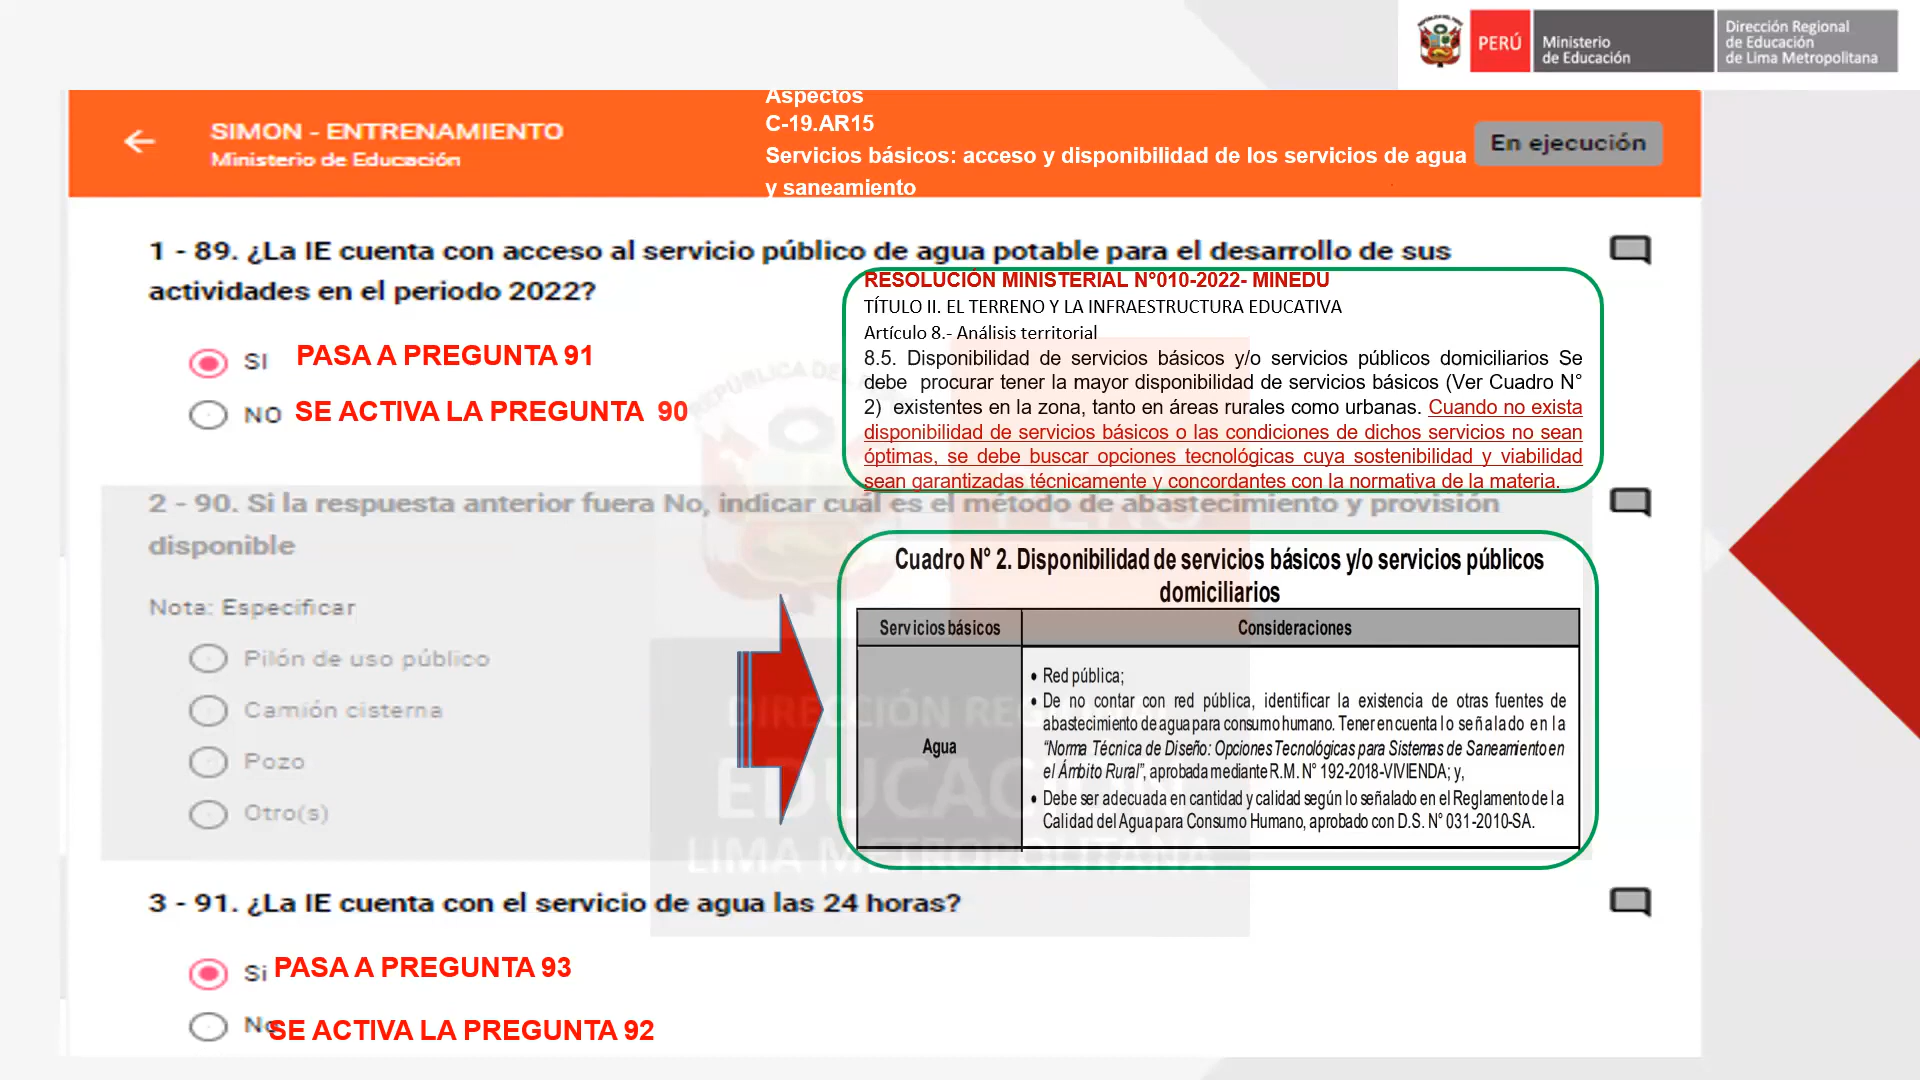 PERÚ
Ministerio
de Educación
Dirección Regional
de Educación
de Lima Metropolitana
SIMON - ENTRENAMIENTO
Ministerio de Educación
Aspectos
C-19.AR15
Servicios básicos: acceso y disponibilidad de los servicios de agua
y saneamiento
En ejecución
1 - 89. ¿La IE cuenta con acceso al servicio público de agua potable para el desarrollo de sus
actividades en el periodo 2022?
SI PASA A PREGUNTA 91
NO SE ACTIVA LA PREGUNTA 90
RESOLUCIÓN MINISTERIAL N°010-2022- MINEDU
TÍTULO II. EL TERRENO Y LA INFRAESTRUCTURA EDUCATIVA
Artículo 8.- Análisis territorial
8.5. Disponibilidad de servicios básicos y/o servicios públicos domiciliarios Se
debe procurar tener la mayor disponibilidad de servicios básicos (Ver Cuadro N°
2) existentes en la zona, tanto en áreas rurales como urbanas. Cuando no exista
disponibilidad de servicios básicos o las condiciones de dichos servicios no sean
óptimas, se debe buscar opciones tecnológicas cuya sostenibilidad y viabilidad
sean garantizadas técnicamente y concordantes con la normativa de la materia.
2 - 90. Si la respuesta anterior fuera No, indicar cuál es el método de abastecimiento y provisión
disponible
Nota: Especificar
Pilón de uso público
Camión cisterna
Pozo
Otro(s)
Cuadro N° 2. Disponibilidad de servicios básicos y/o servicios públicos
domiciliarios
Servicios básicos
Consideraciones
Agua
• Red pública;
• De no contar con red pública, identificar la existencia de otras fuentes de
abastecimiento de agua para consumo humano. Tener en cuenta lo señalado en la
“Norma Técnica de Diseño: Opciones Tecnológicas para Sistemas de Saneamiento en
el Ámbito Rural”, aprobada mediante R.M. N° 192-2018-VIVIENDA; y,
• Debe ser adecuada en cantidad y calidad según lo señalado en el Reglamento de la
Calidad del Agua para Consumo Humano, aprobado con D.S. N° 031-2010-SA.
PERÚ
DIRECCIÓN REGIONAL
EDUCACIÓN
LIMA METROPOLITANA
3 - 91. ¿La IE cuenta con el servicio de agua las 24 horas?
Si PASA A PREGUNTA 93
No SE ACTIVA LA PREGUNTA 92